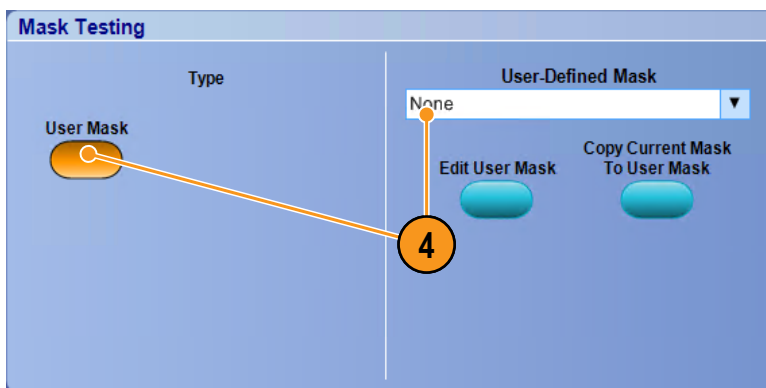 Mask Testing
Type
User Mask
User-Defined Mask
None
Edit User Mask
Copy Current Mask
To User Mask
4